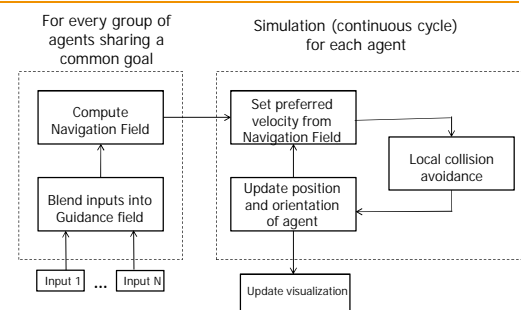 For every group of
agents sharing a
common goal
Simulation (continuous cycle)
for each agent
Compute
Navigation Field
Set preferred
velocity from
Navigation Field
Local collision
avoidance
Blend inputs into
Guidance field
Update position
and orientation
of agent
Input 1
...
Input N
Update visualization